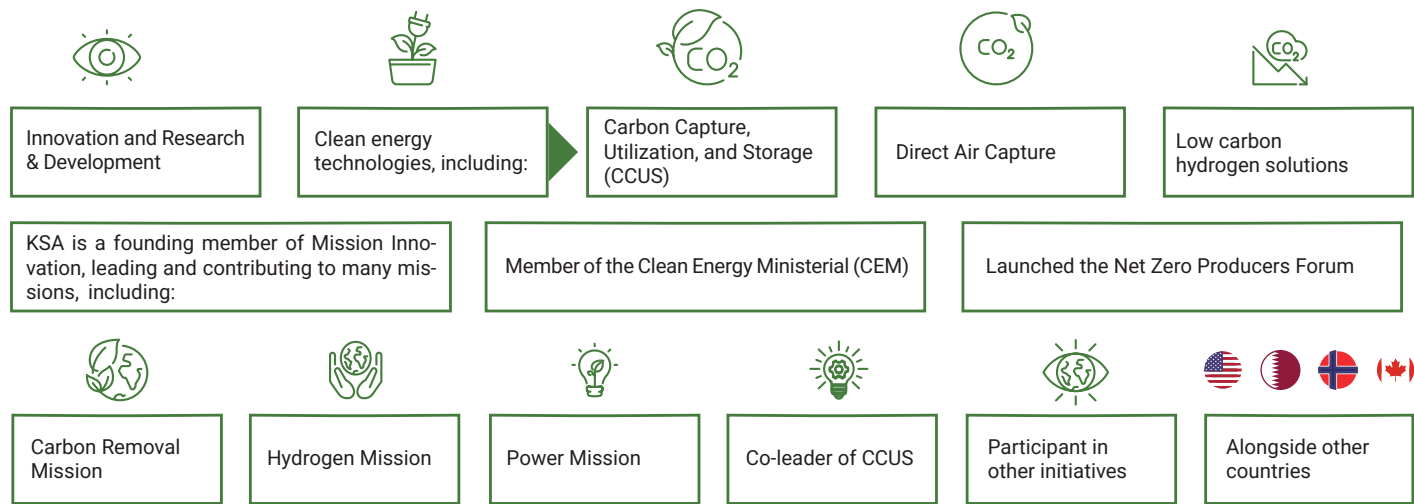 CO2
CO2
CO2
Innovation and Research
& Development
Clean energy
technologies, including:
Carbon Capture,
Utilization, and Storage
(CCUS)
Direct Air Capture
Low carbon
hydrogen solutions
KSA is a founding member of Mission Inno-
vation, leading and contributing to many mis-
sions, including:
Member of the Clean Energy Ministerial (CEM)
Launched the Net Zero Producers Forum
Carbon Removal
Mission
Hydrogen Mission
Power Mission
Co-leader of CCUS
Participant in
other initiatives
Alongside other
countries